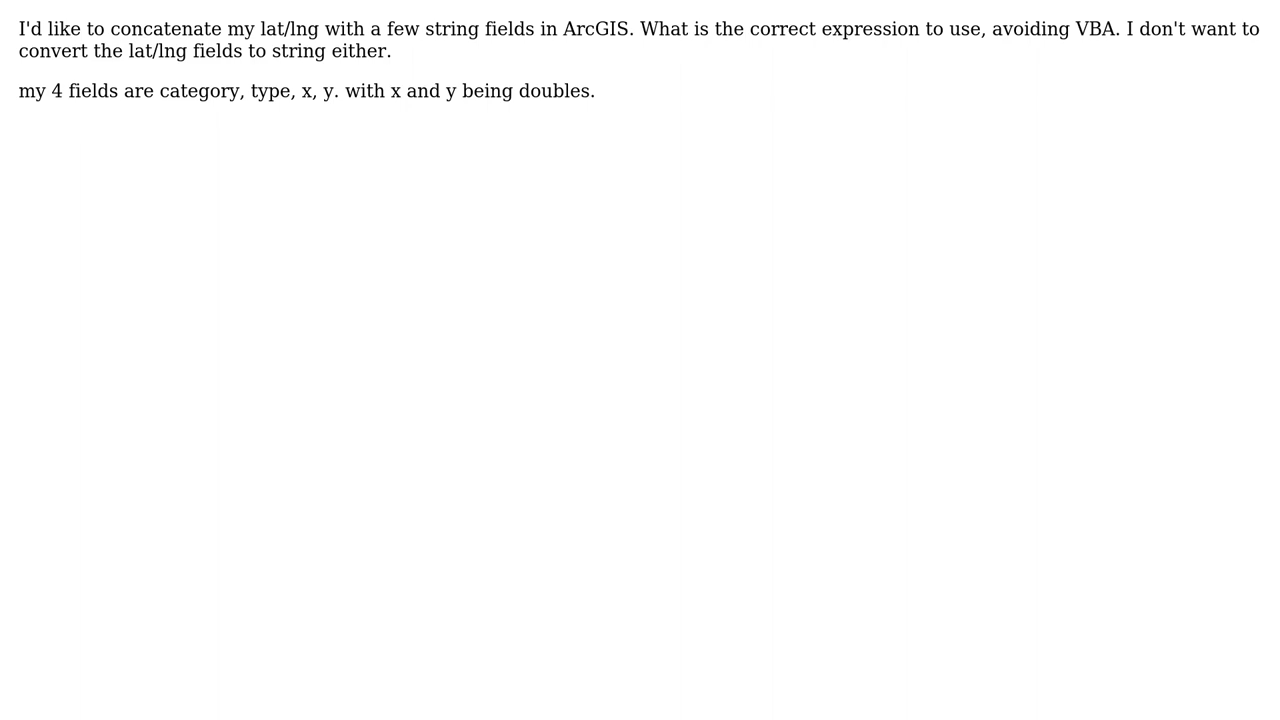 I'd like to concatenate my lat/lng with a few string fields in ArcGIS. What is the correct expression to use, avoiding VBA. I don't want to
convert the lat/lng fields to string either.
my 4 fields are category, type, x, y. with x and y being doubles.